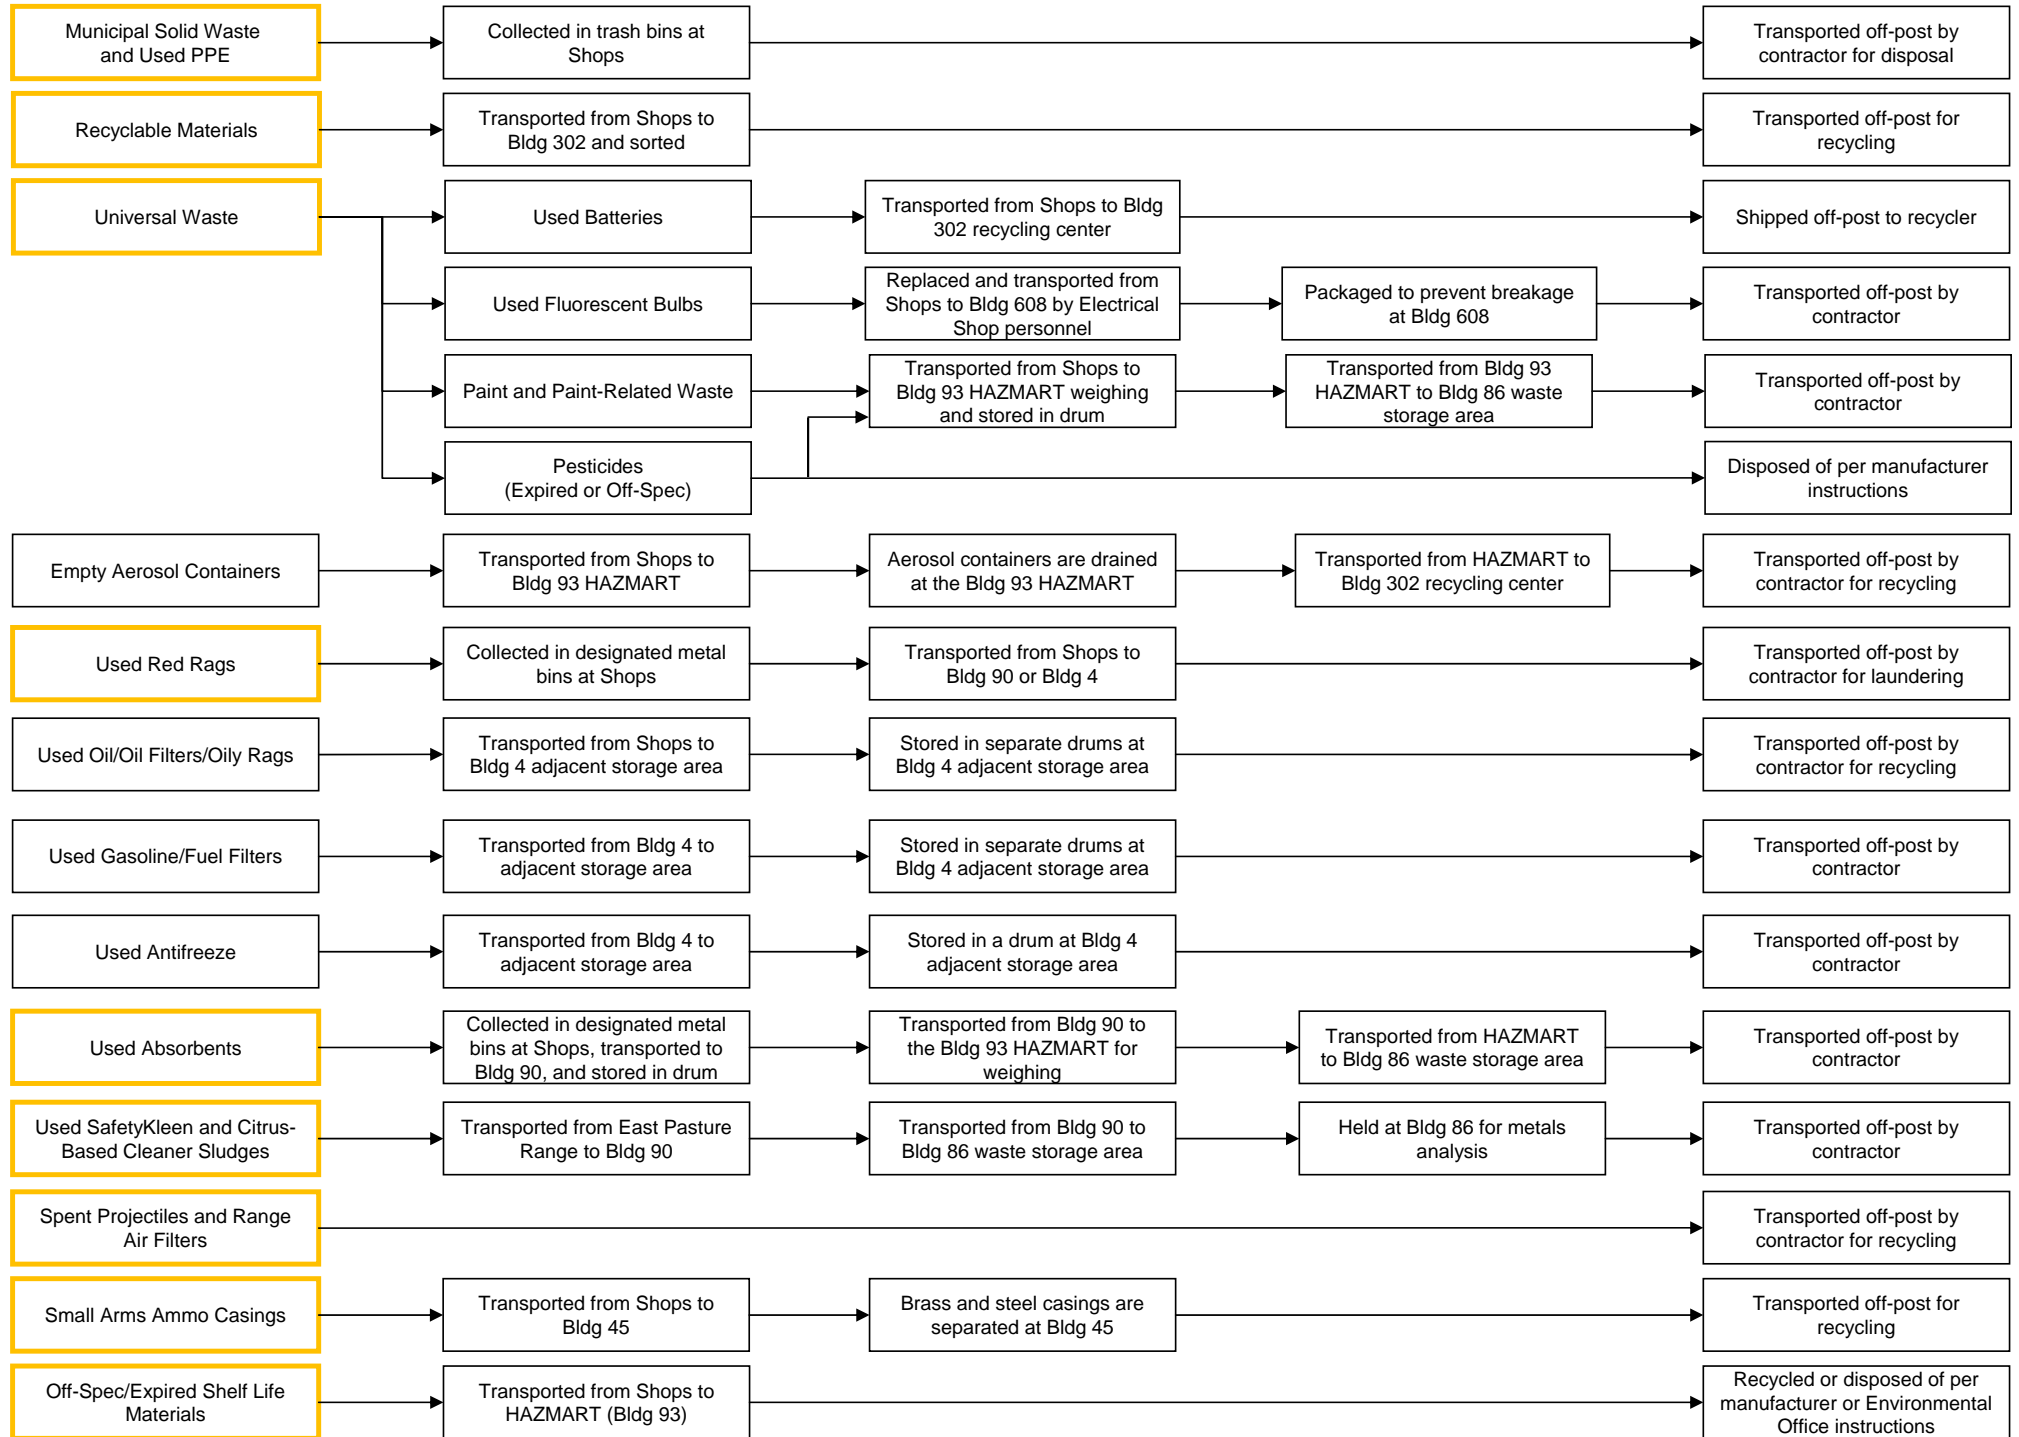 Municipal Solid Waste
and Used PPE
Collected in trash bins at
Shops
Transported off-post by
contractor for disposal
Recyclable Materials
Transported from Shops to
Bldg 302 and sorted
Transported off-post for
recycling
Universal Waste
Used Batteries
Transported from Shops to Bldg
302 recycling center
Shipped off-post to recycler
Used Fluorescent Bulbs
Replaced and transported from
Shops to Bldg 608 by Electrical
Shop personnel
Packaged to prevent breakage
at Bldg 608
Transported off-post by
contractor
Paint and Paint-Related Waste
Transported from Shops to
Bldg 93 HAZMART weighing
and stored in drum
Transported from Bldg 93
HAZMART to Bldg 86 waste
storage area
Transported off-post by
contractor
Pesticides
(Expired or Off-Spec)
Disposed of per manufacturer
instructions
Empty Aerosol Containers
Transported from Shops to
Bldg 93 HAZMART
Aerosol containers are drained
at the Bldg 93 HAZMART
Transported from HAZMART to
Bldg 302 recycling center
Transported off-post by
contractor for recycling
Used Red Rags
Collected in designated metal
bins at Shops
Transported from Shops to
Bldg 90 or Bldg 4
Transported off-post by
contractor for laundering
Used Oil/Oil Filters/Oily Rags
Transported from Shops to
Bldg 4 adjacent storage area
Stored in separate drums at
Bldg 4 adjacent storage area
Transported off-post by
contractor for recycling
Used Gasoline/Fuel Filters
Transported from Bldg 4 to
adjacent storage area
Stored in separate drums at
Bldg 4 adjacent storage area
Transported off-post by
contractor
Used Antifreeze
Transported from Bldg 4 to
adjacent storage area
Stored in a drum at Bldg 4
adjacent storage area
Transported off-post by
contractor
Used Absorbents
Collected in designated metal
bins at Shops, transported to
Bldg 90, and stored in drum
Transported from Bldg 90 to
the Bldg 93 HAZMART for
weighing
Transported from HAZMART
to Bldg 86 waste storage area
Transported off-post by
contractor
Used SafetyKleen and Citrus-
Based Cleaner Sludges
Transported from East Pasture
Range to Bldg 90
Transported from Bldg 90 to
Bldg 86 waste storage area
Held at Bldg 86 for metals
analysis
Transported off-post by
contractor
Spent Projectiles and Range
Air Filters
Transported off-post by
contractor for recycling
Small Arms Ammo Casings
Transported from Shops to
Bldg 45
Brass and steel casings are
separated at Bldg 45
Transported off-post for
recycling
Off-Spec/Expired Shelf Life
Materials
Transported from Shops to
HAZMART (Bldg 93)
Recycled or disposed of per
manufacturer or Environmental
Office instructions